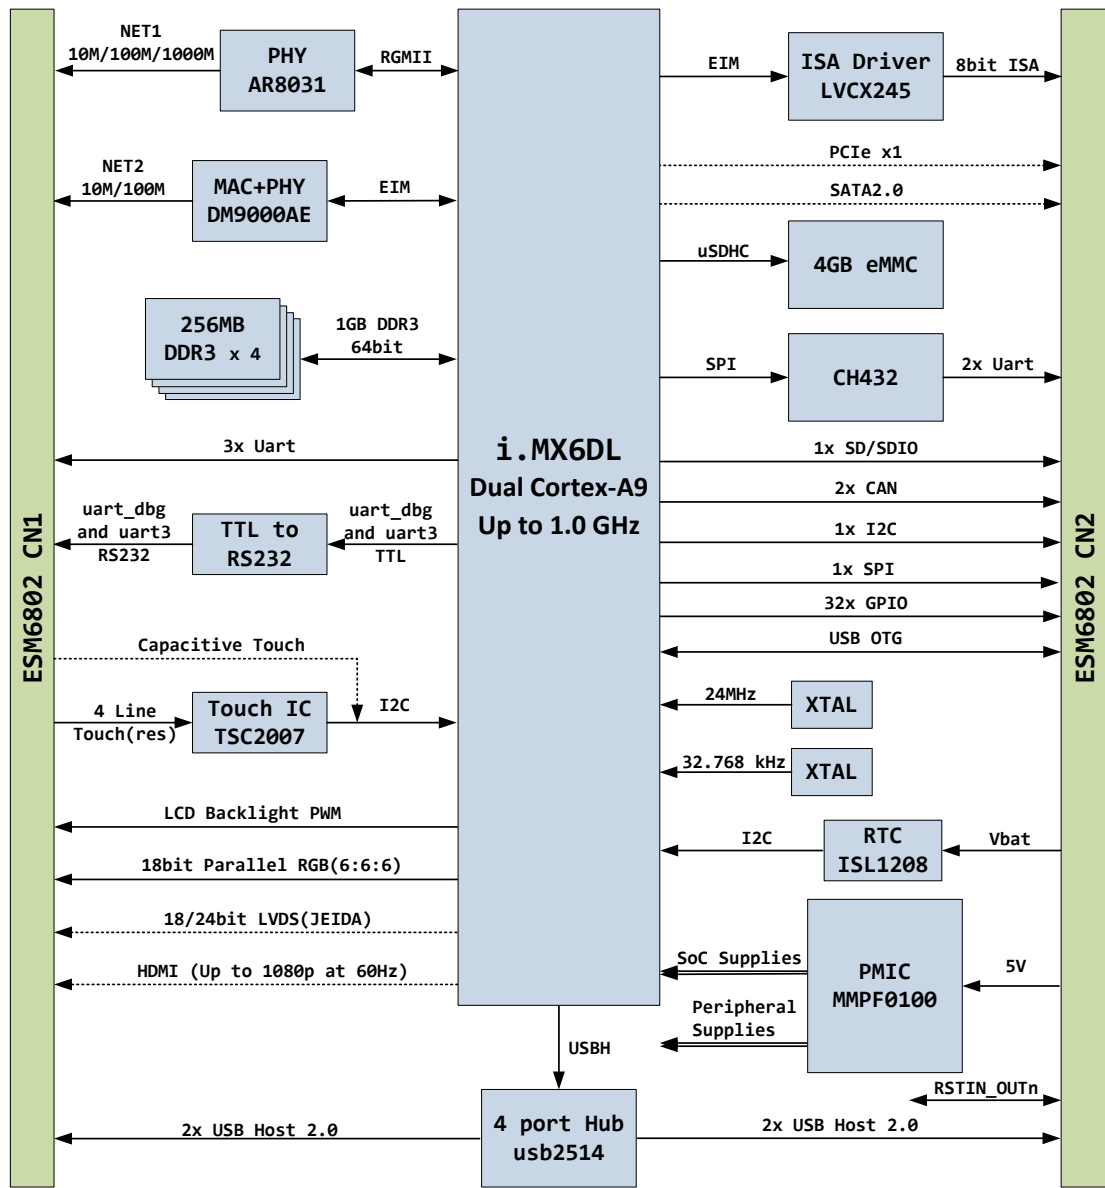 ESM6802 CN1
NET1
10M/100M/1000M
PHY
AR8031
RGMII
NET2
10M/100M
MAC+PHY
DM9000AE
EIM
256MB
DDR3 x 4
1GB DDR3
64bit
3x Uart
uart_dbg
and uart3
RS232
TTL to
RS232
uart_dbg
and uart3
TTL
Capacitive Touch
4 Line
Touch(res)
Touch IC
TSC2007
I2C
LCD Backlight PWM
18bit Parallel RGB(6:6:6)
18/24bit LVDS(JEIDA)
HDMI (Up to 1080p at 60Hz)
i.MX6DL
Dual Cortex-A9
Up to 1.0 GHz
USBH
2x USB Host 2.0
4 port Hub
usb2514
2x USB Host 2.0
EIM
ISA Driver
LVCX245
8bit ISA
PCIe x1
SATA2.0
uSDHC
4GB eMMC
SPI
CH432
2x Uart
1x SD/SDIO
2x CAN
1x I2C
1x SPI
32x GPIO
USB OTG
24MHz
XTAL
32.768 kHz
XTAL
I2C
RTC
ISL1208
Vbat
SoC Supplies
Peripheral
Supplies
PMIC
MMPF0100
5V
RSTIN_OUTn
ESM6802 CN2